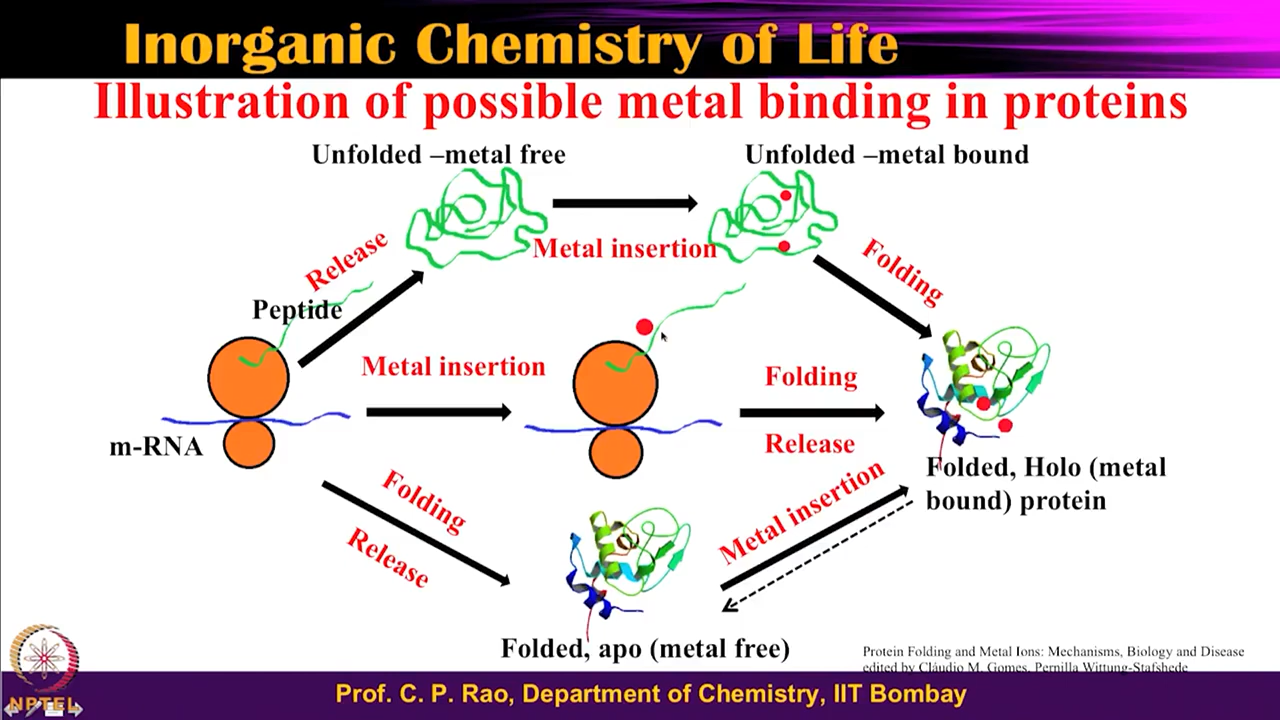 Inorganic Chemistry of Life
Illustration of possible metal binding in proteins
Unfolded –metal free
Unfolded –metal bound
Release
Metal insertion
Folding
Peptide
Metal insertion
Folding
Release
m-RNA
Folding
Release
Metal insertion
Folded, Holo (metal
bound) protein
Folded, apo (metal free)
Protein Folding and Metal Ions: Mechanisms, Biology and Disease
edited by Cláudio M. Gomes, Pernilla Wittung-Stafshede
NPTEL
Prof. C. P. Rao, Department of Chemistry, IIT Bombay